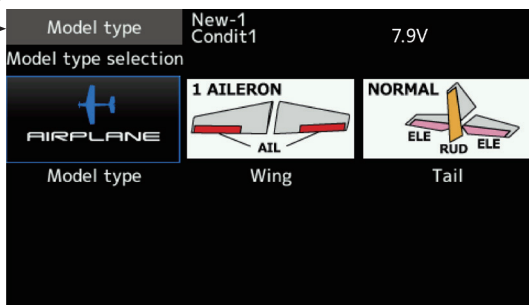 Model type
New-1
Condit1
7.9V
Model type selection
AIRPLANE
1 AILERON
AIL
NORMAL
ELE
RUD
ELE
Model type
Wing
Tail